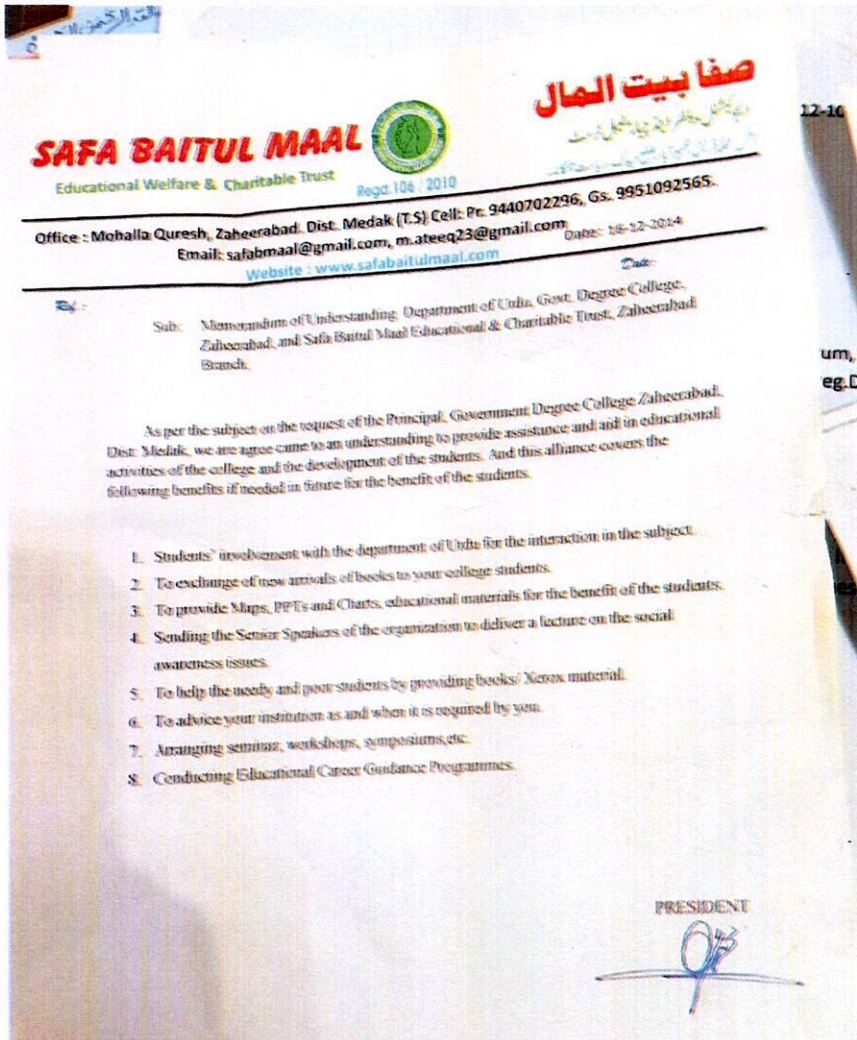 صفا بيت المال
SAFA BAITUL MAAL
Educational Welfare & Charitable Trust
Regd.106 / 2010
Office : Mohalla Quresh, Zaheerabad. Dist. Medak (T.S) Cell: Pr. 9440702296, Gs. 9951092565.
Email: safabmaal@gmail.com, m.ateeq23@gmail.com
Date: 16-12-2014
Website : www.safabaitulmaal.com
Ref.:
Date:
Sub: Memorandum of Understanding, Department of Urdu, Govt. Degree College,
Zaheerabad, and Safa Baitul Maal Educational & Charitable Trust, Zaheerabad
Branch.
As per the subject on the request of the Principal, Government Degree College Zaheerabad,
Dist: Medak, we are agree came to an understanding to provide assistance and aid in educational
activities of the college and the development of the students. And this alliance covers the
following benefits if needed in future for the benefit of the students.
1. Students' involvement with the department of Urdu for the interaction in the subject.
2. To exchange of new arrivals of books to your college students.
3. To provide Maps, PPTs and Charts, educational materials for the benefit of the students.
4. Sending the Senior Speakers of the organization to deliver a lecture on the social
awareness issues.
5. To help the needy and poor students by providing books/ Xerox material.
6. To advice your institution as and when it is required by you.
7. Arranging seminar, workshops, symposiums,etc.
8. Conducting Educational Career Guidance Programmes.
PRESIDENT
12-10
um,
eg.D